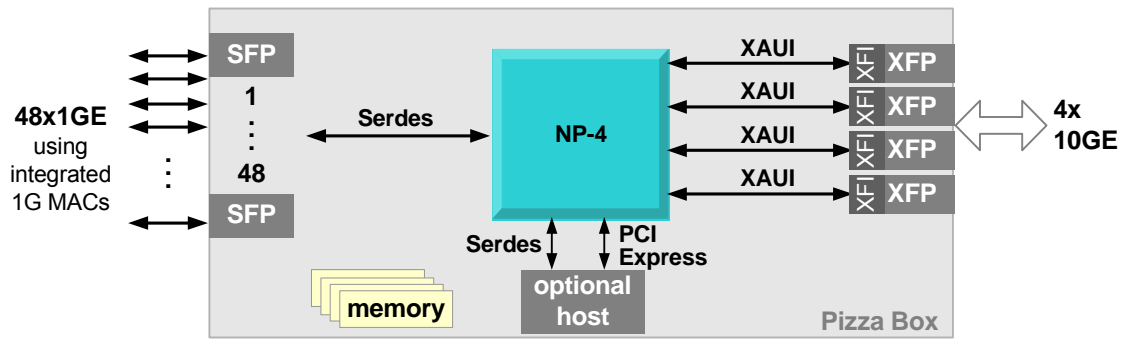 48x1GE
using
integrated
1G MACs
SFP
1
48
SFP
Serdes
NP-4
XAUI
XFI XFP
XAUI
XFI XFP
XAUI
XFI XFP
XAUI
XFI XFP
4x
10GE
Serdes
PCI
Express
optional
host
memory
Pizza Box